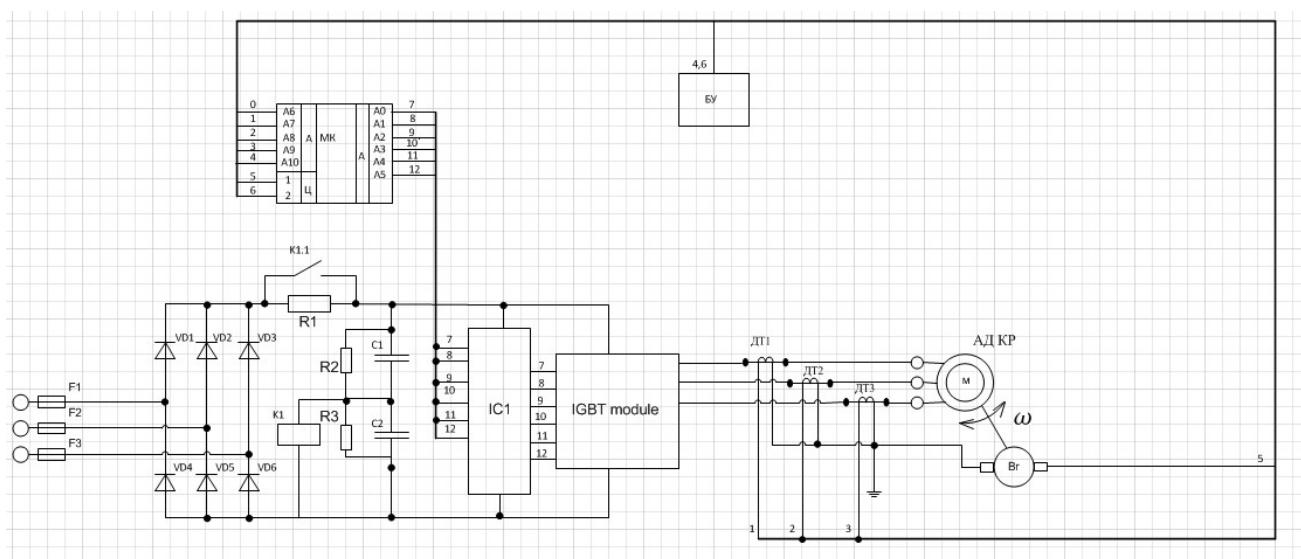 4,6
БУ
0 А6 А0 7
1 А7 А1 8
2 А8 А МК А2 9
3 А9 А3 10
4 А10 А А4 11
5 1 А5 12
6 2 Ц
К1.1
R1
VD1 VD2 VD3
R2 C1
7
8
9
10
11
12
IC1
7
8
9
10
11
12
IGBT module
ДТ1
ДТ2
ДТ3
АД КР
М
ω
F1
F2
F3
К1
R3 C2
VD4 VD5 VD6
Br
5
1 2 3